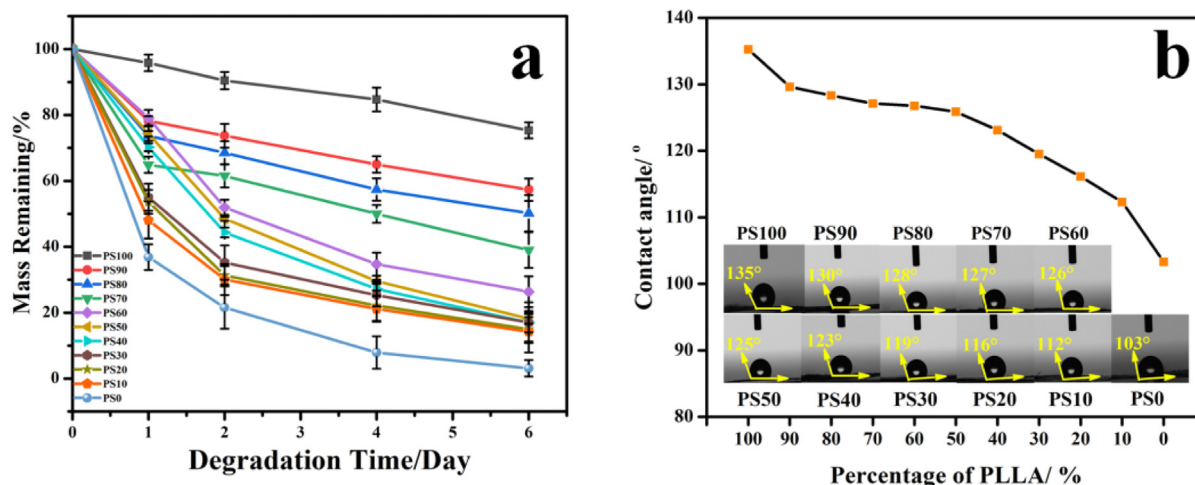 a
Mass Remaining/%
100
80
60
40
20
0
PS100
PS90
PS80
PS70
PS60
PS50
PS40
PS30
PS20
PS10
PS0
0 1 2 3 4 5 6
Degradation Time/Day
b
Contact angle/ °
140
130
120
110
100
90
80
PS100 PS90 PS80 PS70 PS60
135° 130° 128° 127° 126°
125° 123° 119° 116° 112° 103°
PS50 PS40 PS30 PS20 PS10 PS0
100 90 80 70 60 50 40 30 20 10 0
Percentage of PLLA/ %